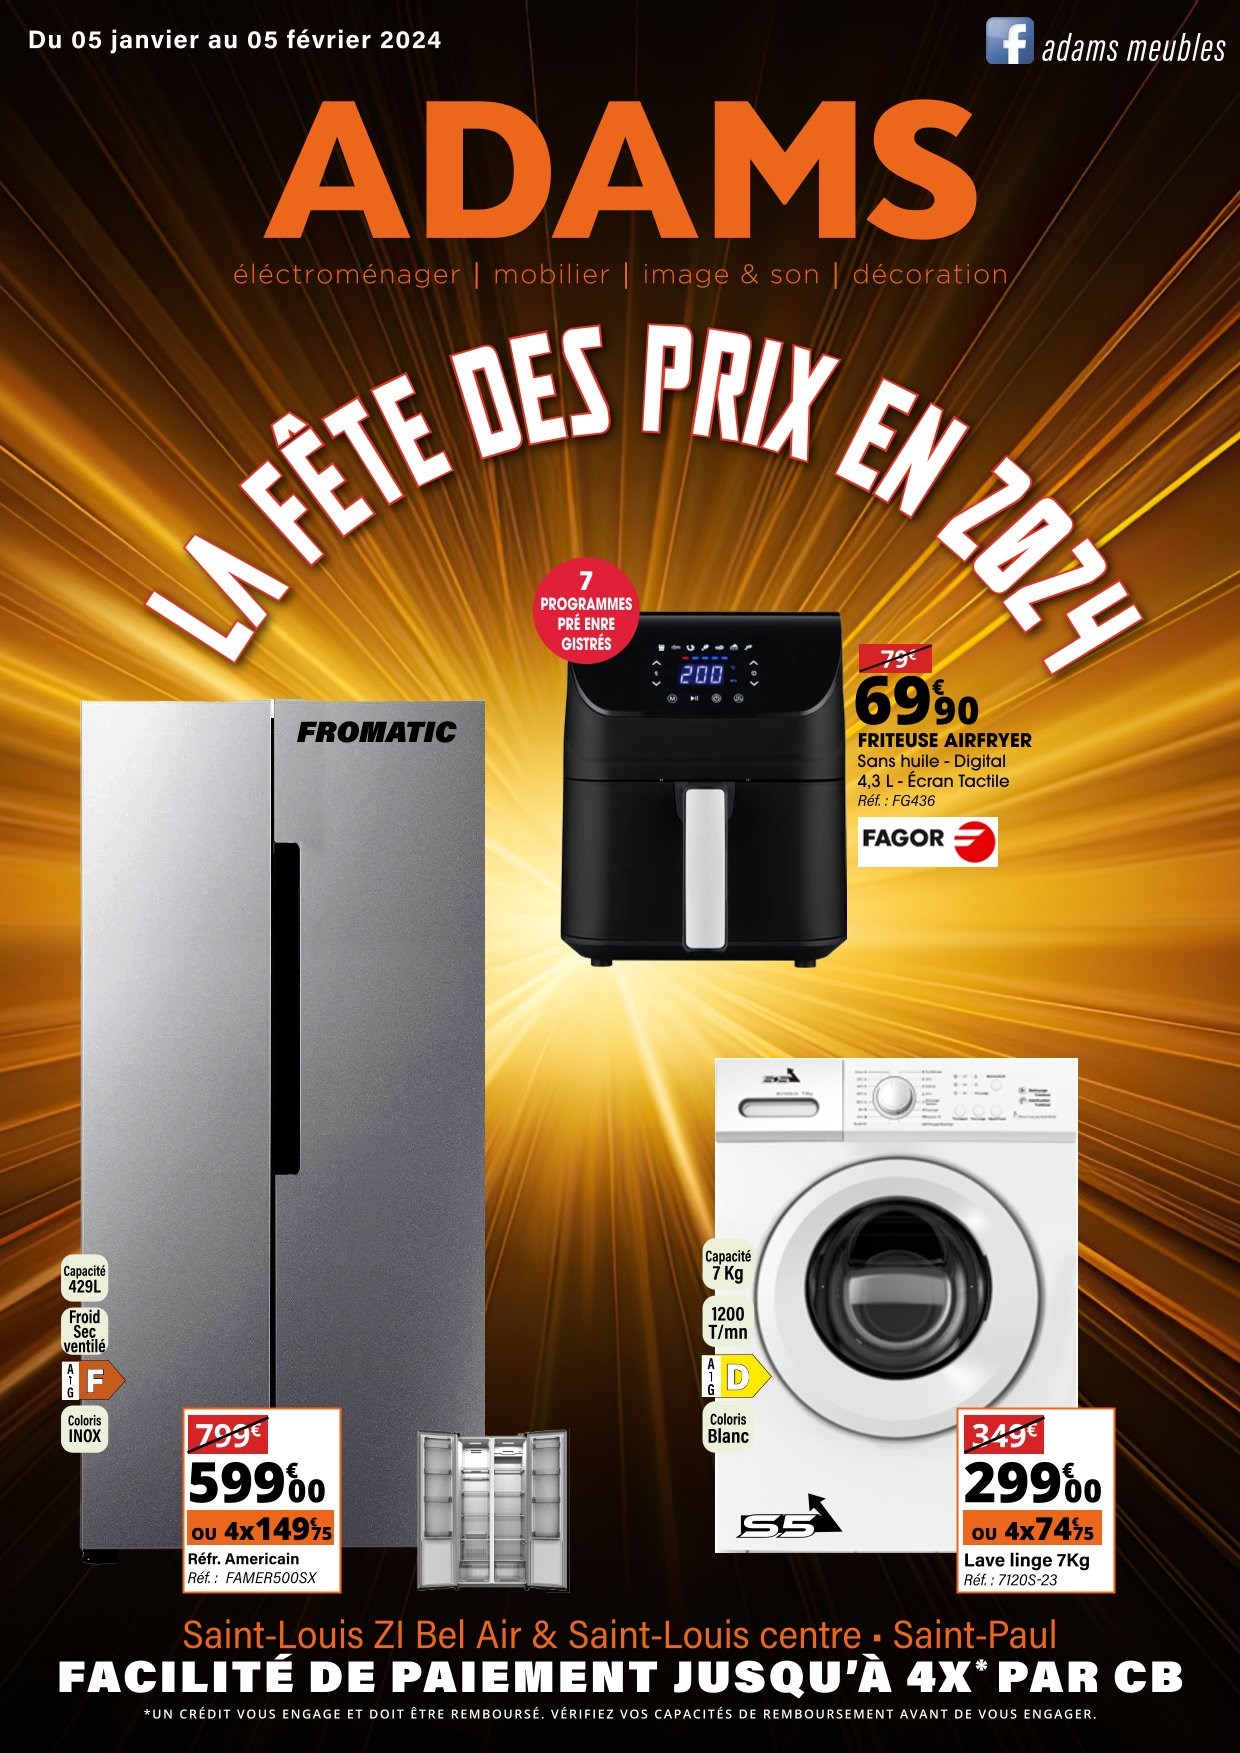 Du 05 janvier au 05 février 2024
adams meubles
ADAMS
éléctroménager | mobilier | image & son | décoration
LA FÊTE DES PRIX EN 2024
7
PROGRAMMES
PRÉ ENRE
GISTRÉS
200
79€
69€90
FRITEUSE AIRFRYER
Sans huile - Digital
4,3 L - Écran Tactile
Réf. : FG436
FAGOR
FROMATIC
Capacité
429L
Froid
Sec
ventilé
A
G
F
Coloris
INOX
799€
599€00
OU 4x149€75
Réfr. Americain
Réf. : FAMER500SX
Capacité
7 Kg
1200
T/mn
A
G
D
Coloris
Blanc
S5
349€
299€00
OU 4x74€75
Lave linge 7Kg
Réf. : 7120S-23
Saint-Louis ZI Bel Air & Saint-Louis centre ▪ Saint-Paul
FACILITÉ DE PAIEMENT JUSQU'À 4X* PAR CB
*UN CRÉDIT VOUS ENGAGE ET DOIT ÊTRE REMBOURSÉ. VÉRIFIEZ VOS CAPACITÉS DE REMBOURSEMENT AVANT DE VOUS ENGAGER.